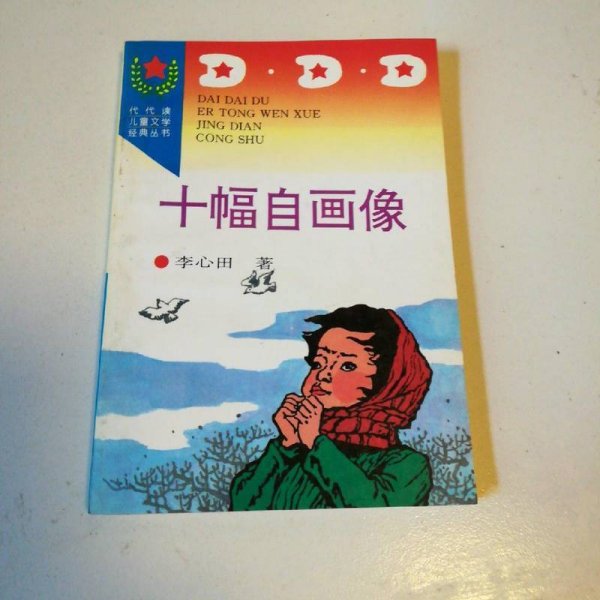 代代读
儿童文学
经典丛书
D·D·D
DAI DAI DU
ER TONG WEN XUE
JING DIAN
CONG SHU
十幅自画像
●李心田 著